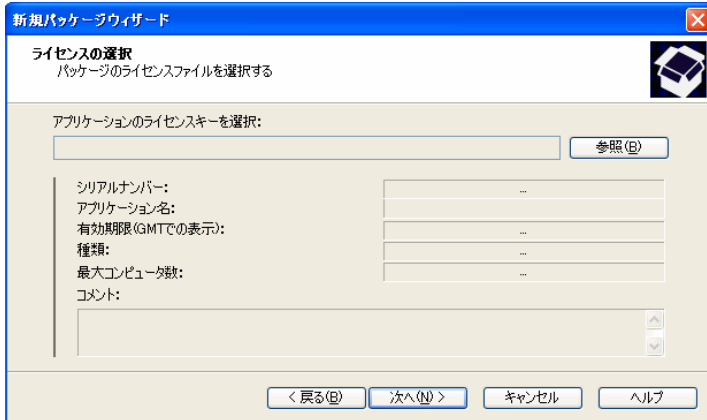 新規パッケージウィザード
ライセンスの選択
パッケージのライセンスファイルを選択する
アプリケーションのライセンスキーを選択:
参照(B)
シリアルナンバー: ...
アプリケーション名:
有効期限(GMTでの表示): ...
種類: ...
最大コンピュータ数: ...
コメント:
< 戻る(B) 次へ(N) > キャンセル ヘルプ